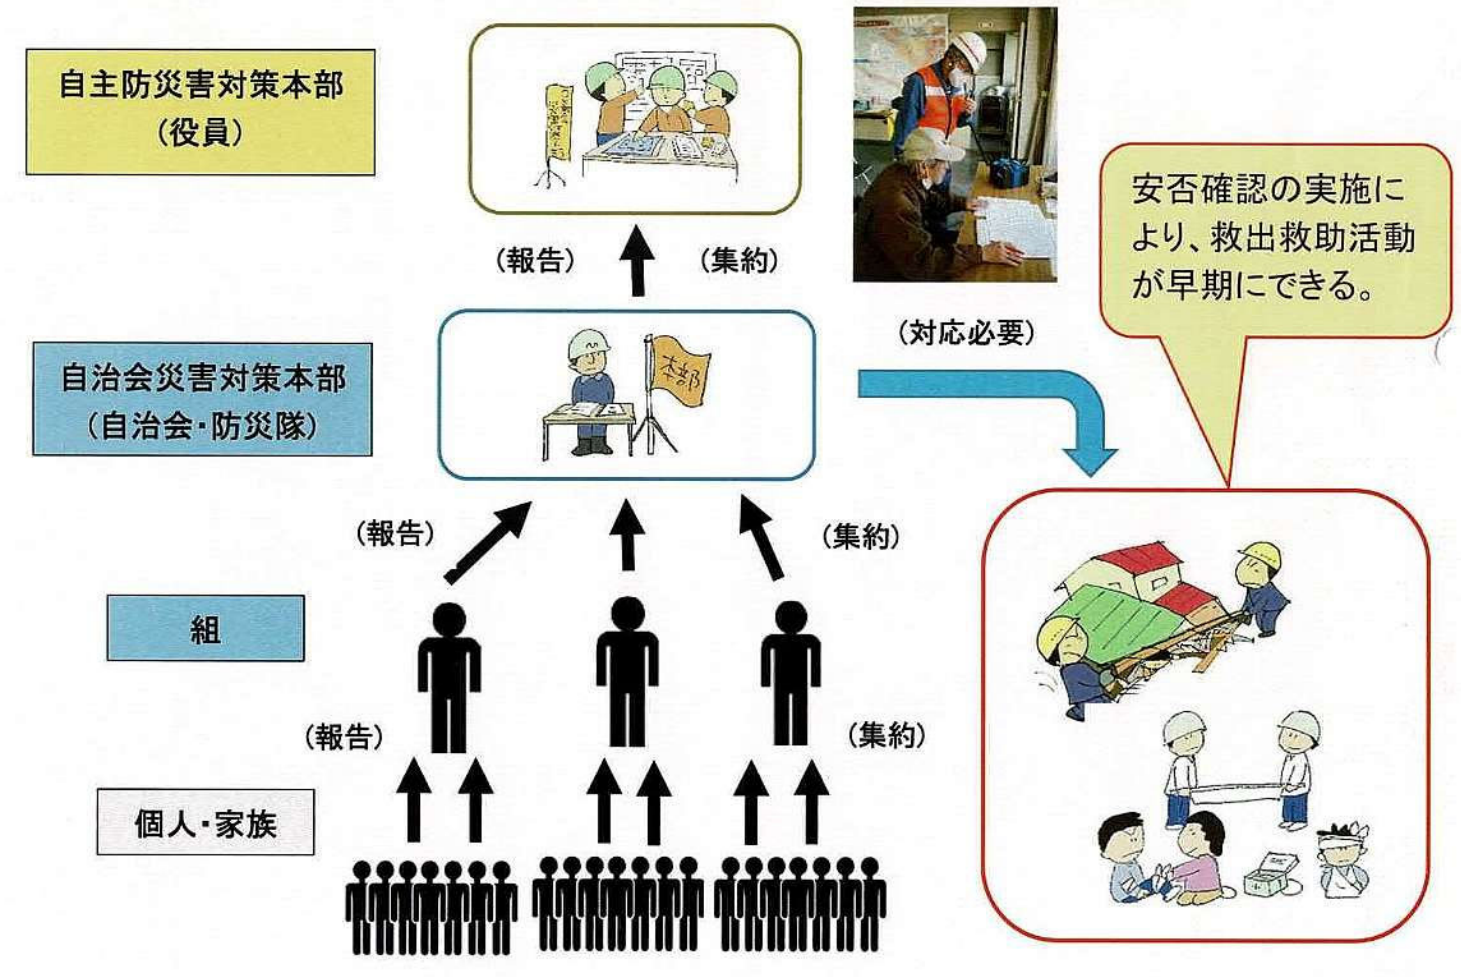 自主防災害対策本部
(役員)
(報告)
(集約)
安否確認の実施に
より、救出救助活動
が早期にできる。
自治会災害対策本部
(自治会・防災隊)
本部
(対応必要)
(報告)
(集約)
組
(報告)
(集約)
個人・家族